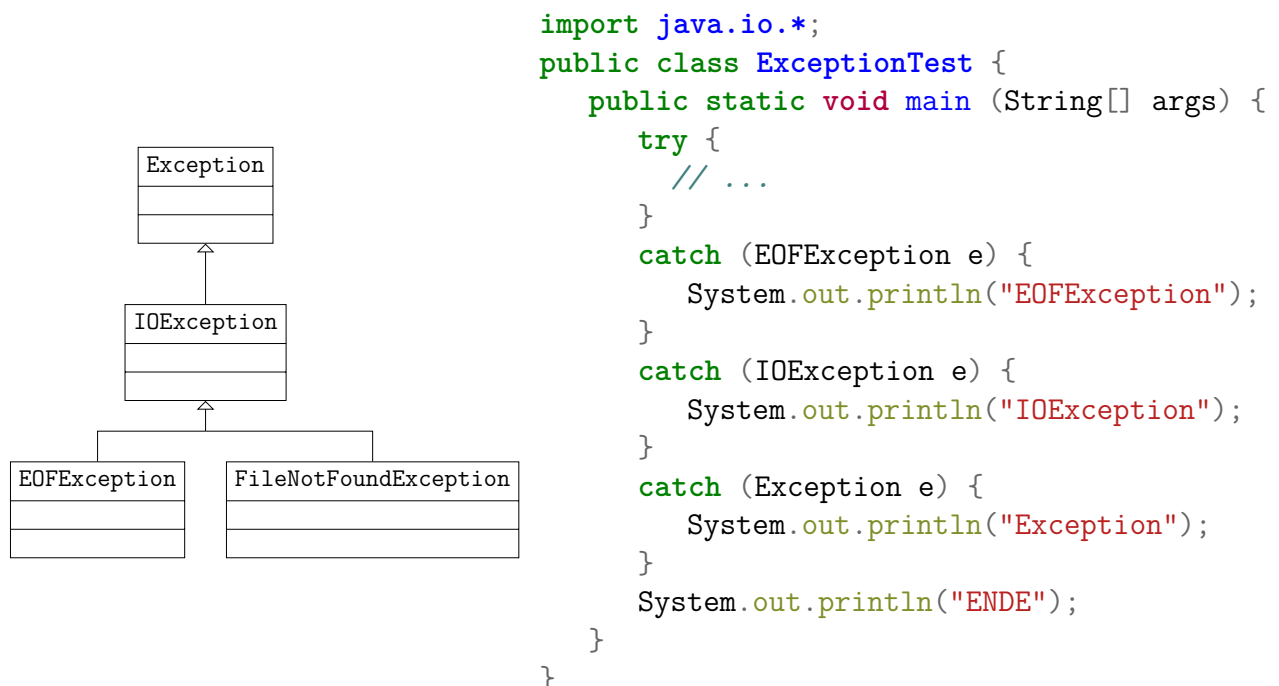 Exception
IOException
EOFException
FileNotFoundException
import java.io.*;
public class ExceptionTest {
public static void main (String[] args) {
try {
// ...
}
catch (EOFException e) {
System.out.println("EOFException");
}
catch (IOException e) {
System.out.println("IOException");
}
catch (Exception e) {
System.out.println("Exception");
}
System.out.println("ENDE");
}
}